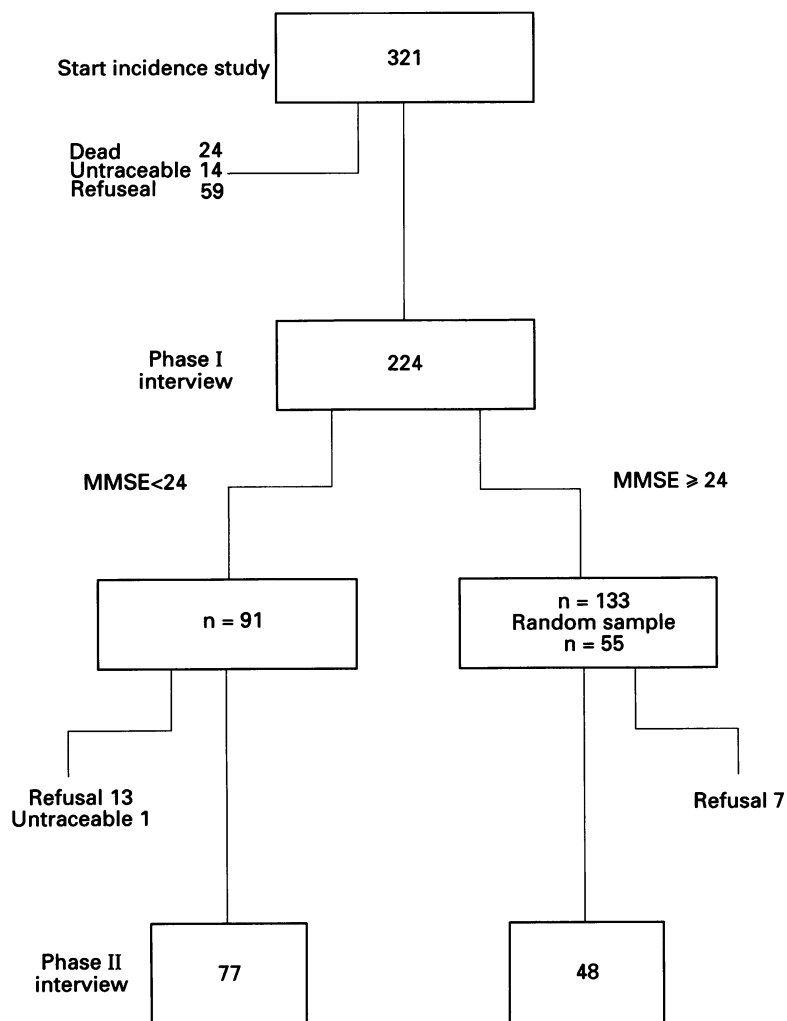 321
Start incidence study
Dead 24
Untraceable 14
Refuseal 59
Phase I
interview
224
MMSE<24
MMSE ⩾ 24
n = 91
n = 133
Random sample
n = 55
Refusal 13
Untraceable 1
Refusal 7
Phase II
interview
77
48